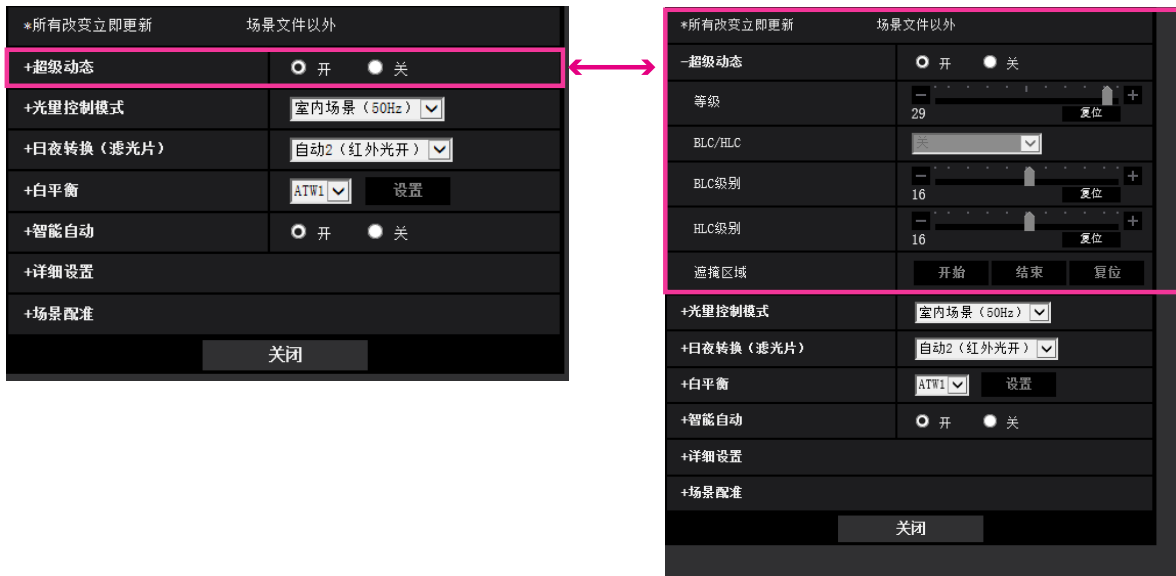 *所有改变立即更新 场景文件以外
+超级动态 开 关
+光量控制模式 室内场景（50Hz）
+日夜转换（滤光片） 自动2（红外光开）
+白平衡 ATW1 设置
+智能自动 开 关
+详细设置
+场景配准
关闭
*所有改变立即更新 场景文件以外
-超级动态 开 关
等级 - +
29 复位
BLC/HLC 关
BLC级别 - +
16 复位
HLC级别 - +
16 复位
遮掩区域 开始 结束 复位
+光量控制模式 室内场景（50Hz）
+日夜转换（滤光片） 自动2（红外光开）
+白平衡 ATW1 设置
+智能自动 开 关
+详细设置
+场景配准
关闭